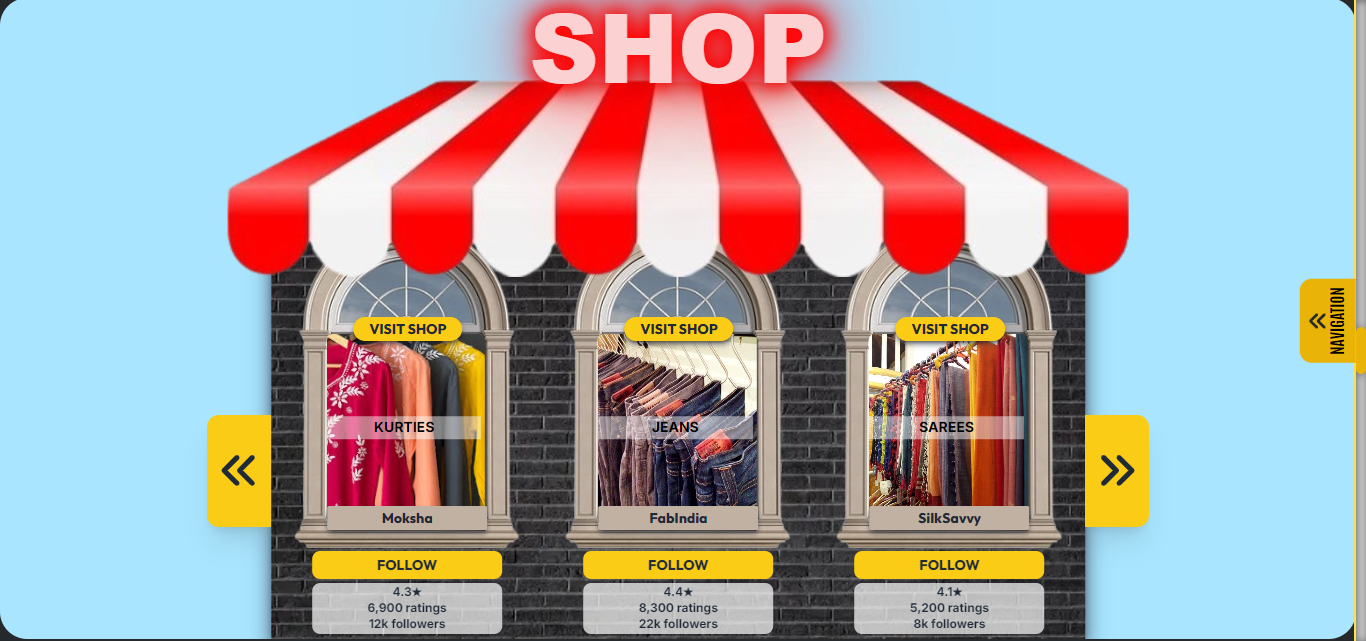 SHOP
NAVIGATION
VISIT SHOP
VISIT SHOP
VISIT SHOP
KURTIES
JEANS
SAREES
Moksha
FabIndia
SilkSavvy
FOLLOW
FOLLOW
FOLLOW
4.3★
6,900 ratings
12k followers
4.4★
8,300 ratings
22k followers
4.1★
5,200 ratings
8k followers